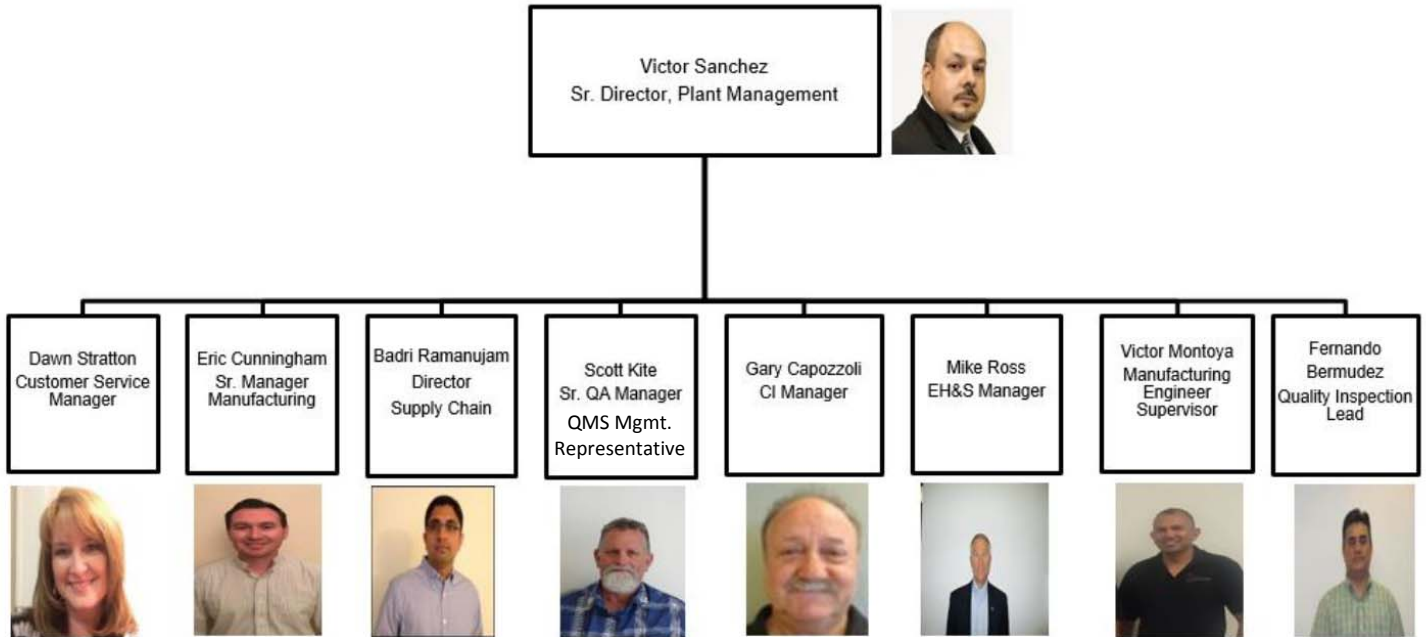 Victor Sanchez
Sr. Director, Plant Management
Dawn Stratton
Customer Service
Manager
Eric Cunningham
Sr. Manager
Manufacturing
Badri Ramanujam
Director
Supply Chain
Scott Kite
Sr. QA Manager
QMS Mgmt.
Representative
Gary Capozzoli
CI Manager
Mike Ross
EH&S Manager
Victor Montoya
Manufacturing
Engineer
Supervisor
Fernando
Bermudez
Quality Inspection
Lead